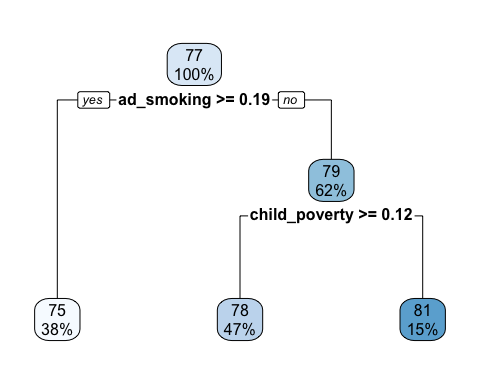 77
100%
yes
ad_smoking >= 0.19
no
79
62%
child_poverty >= 0.12
75
38%
78
47%
81
15%